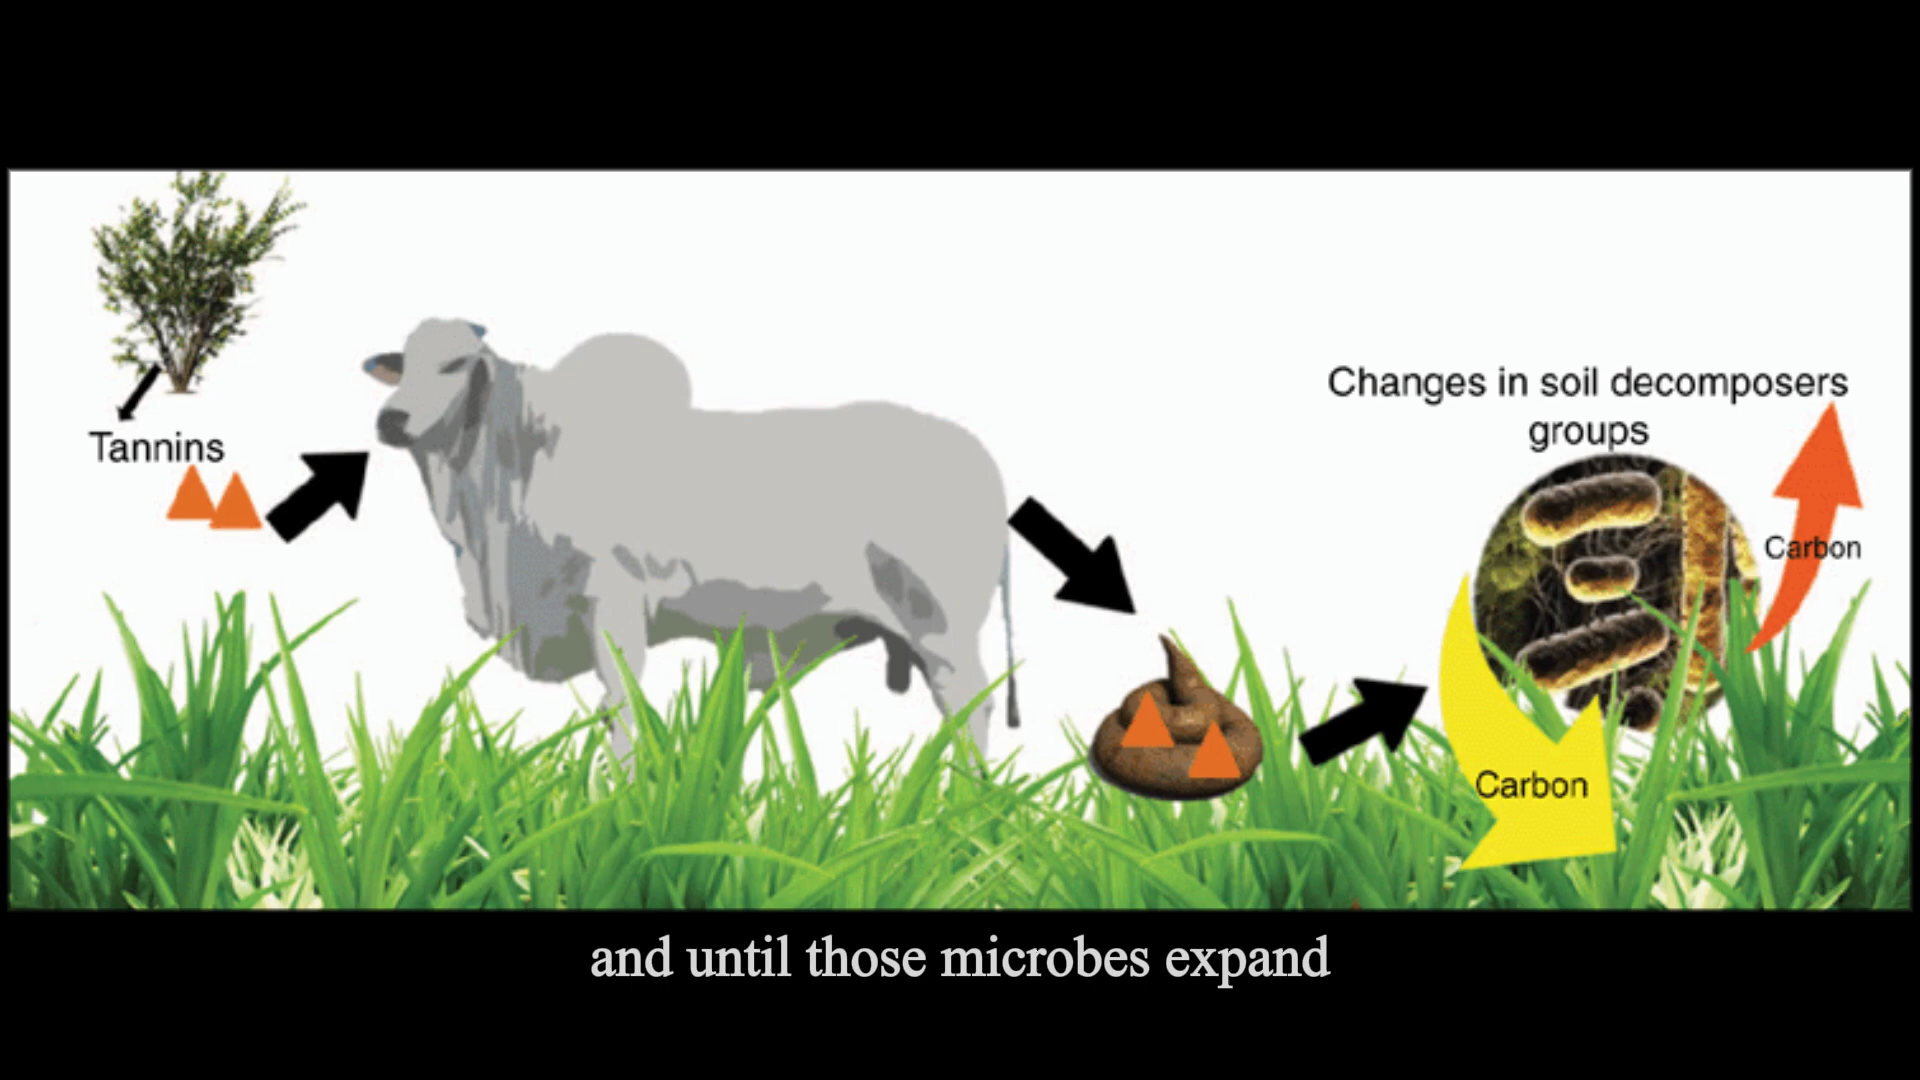 Tannins
Changes in soil decomposers
groups
Carbon
Carbon
and until those microbes expand